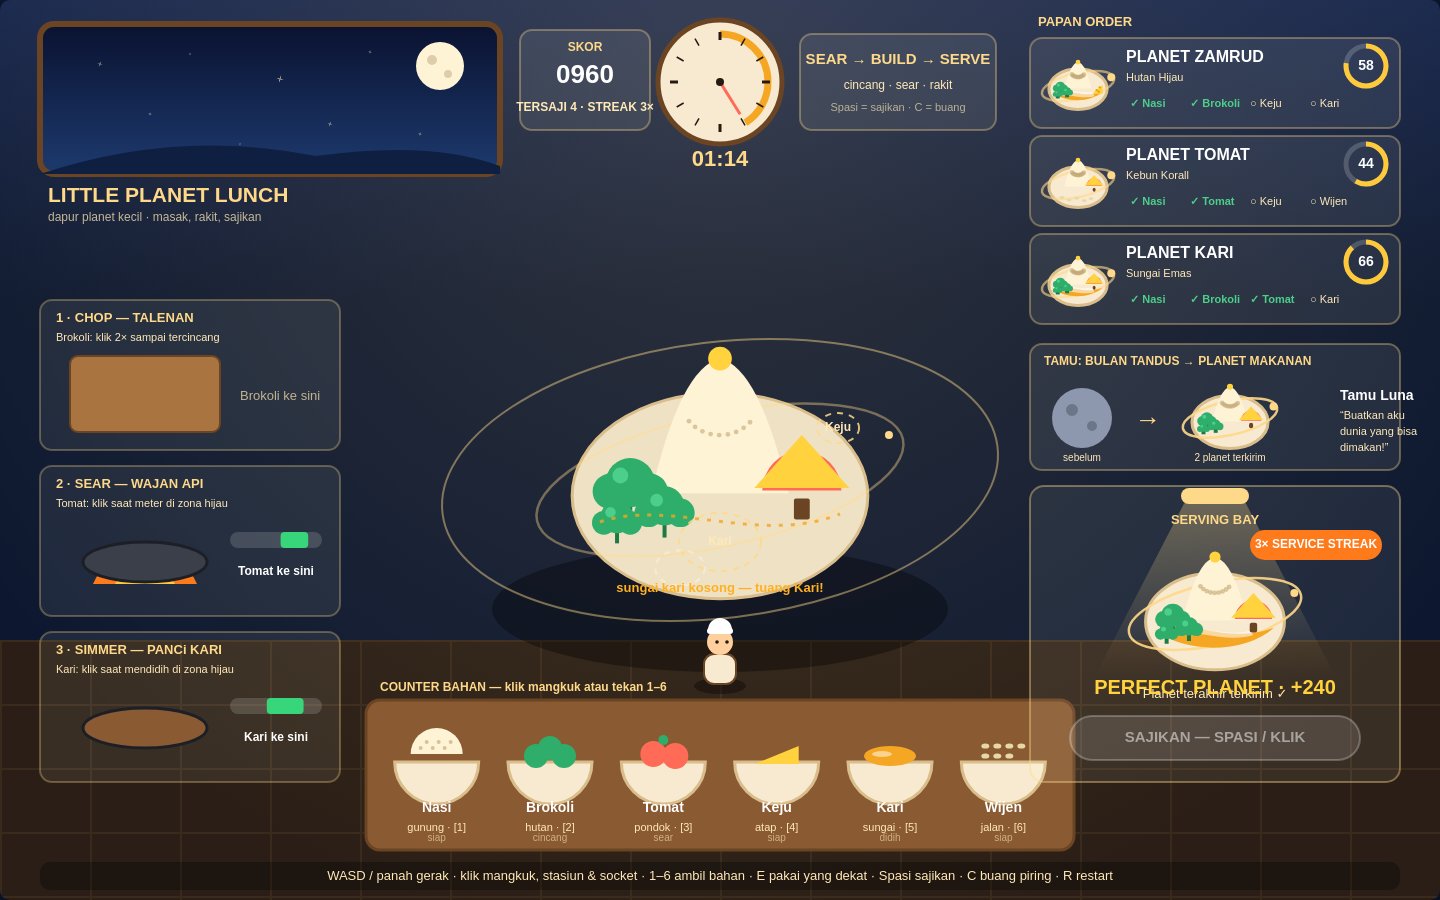 SKOR
0960
TERSAJI 4 · STREAK 3×
01:14
SEAR → BUILD → SERVE
cincang · sear · rakit
Spasi = sajikan · C = buang
LITTLE PLANET LUNCH
dapur planet kecil · masak, rakit, sajikan
PAPAN ORDER
PLANET ZAMRUD
58
Hutan Hijau
✓ Nasi ✓ Brokoli ○ Keju ○ Kari
PLANET TOMAT
44
Kebun Korall
✓ Nasi ✓ Tomat ○ Keju ○ Wijen
PLANET KARI
66
Sungai Emas
✓ Nasi ✓ Brokoli ✓ Tomat ○ Kari
TAMU: BULAN TANDUS → PLANET MAKANAN
→
sebelum
2 planet terkirim
Tamu Luna
“Buatkan aku
dunia yang bisa
dimakan!”
1 · CHOP — TALENAN
Brokoli: klik 2× sampai tercincang
Brokoli ke sini
2 · SEAR — WAJAN API
Tomat: klik saat meter di zona hijau
Tomat ke sini
3 · SIMMER — PANCi KARI
Kari: klik saat mendidih di zona hijau
Kari ke sini
Keju
Kari
sungai kari kosong — tuang Kari!
SERVING BAY
3× SERVICE STREAK
PERFECT PLANET · +240
Planet terakhir terkirim ✓
SAJIKAN — SPASI / KLIK
COUNTER BAHAN — klik mangkuk atau tekan 1–6
Nasi
gunung · [1]
siap
Brokoli
hutan · [2]
cincang
Tomat
pondok · [3]
sear
Keju
atap · [4]
siap
Kari
sungai · [5]
didih
Wijen
jalan · [6]
siap
WASD / panah gerak · klik mangkuk, stasiun & socket · 1–6 ambil bahan · E pakai yang dekat · Spasi sajikan · C buang piring · R restart